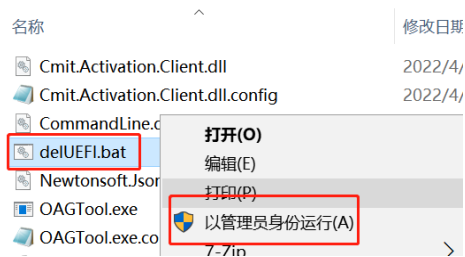 名称 修改日期
Cmit.Activation.Client.dll 2022/4/
Cmit.Activation.Client.dll.config 2022/4/
CommandLine.d
打开(O)
delUEFI.bat
编辑(E)
Newtonsoft.Json
打印(P)
OAGTool.exe
以管理员身份运行(A)
OAGTool.exe.co
7-Zip